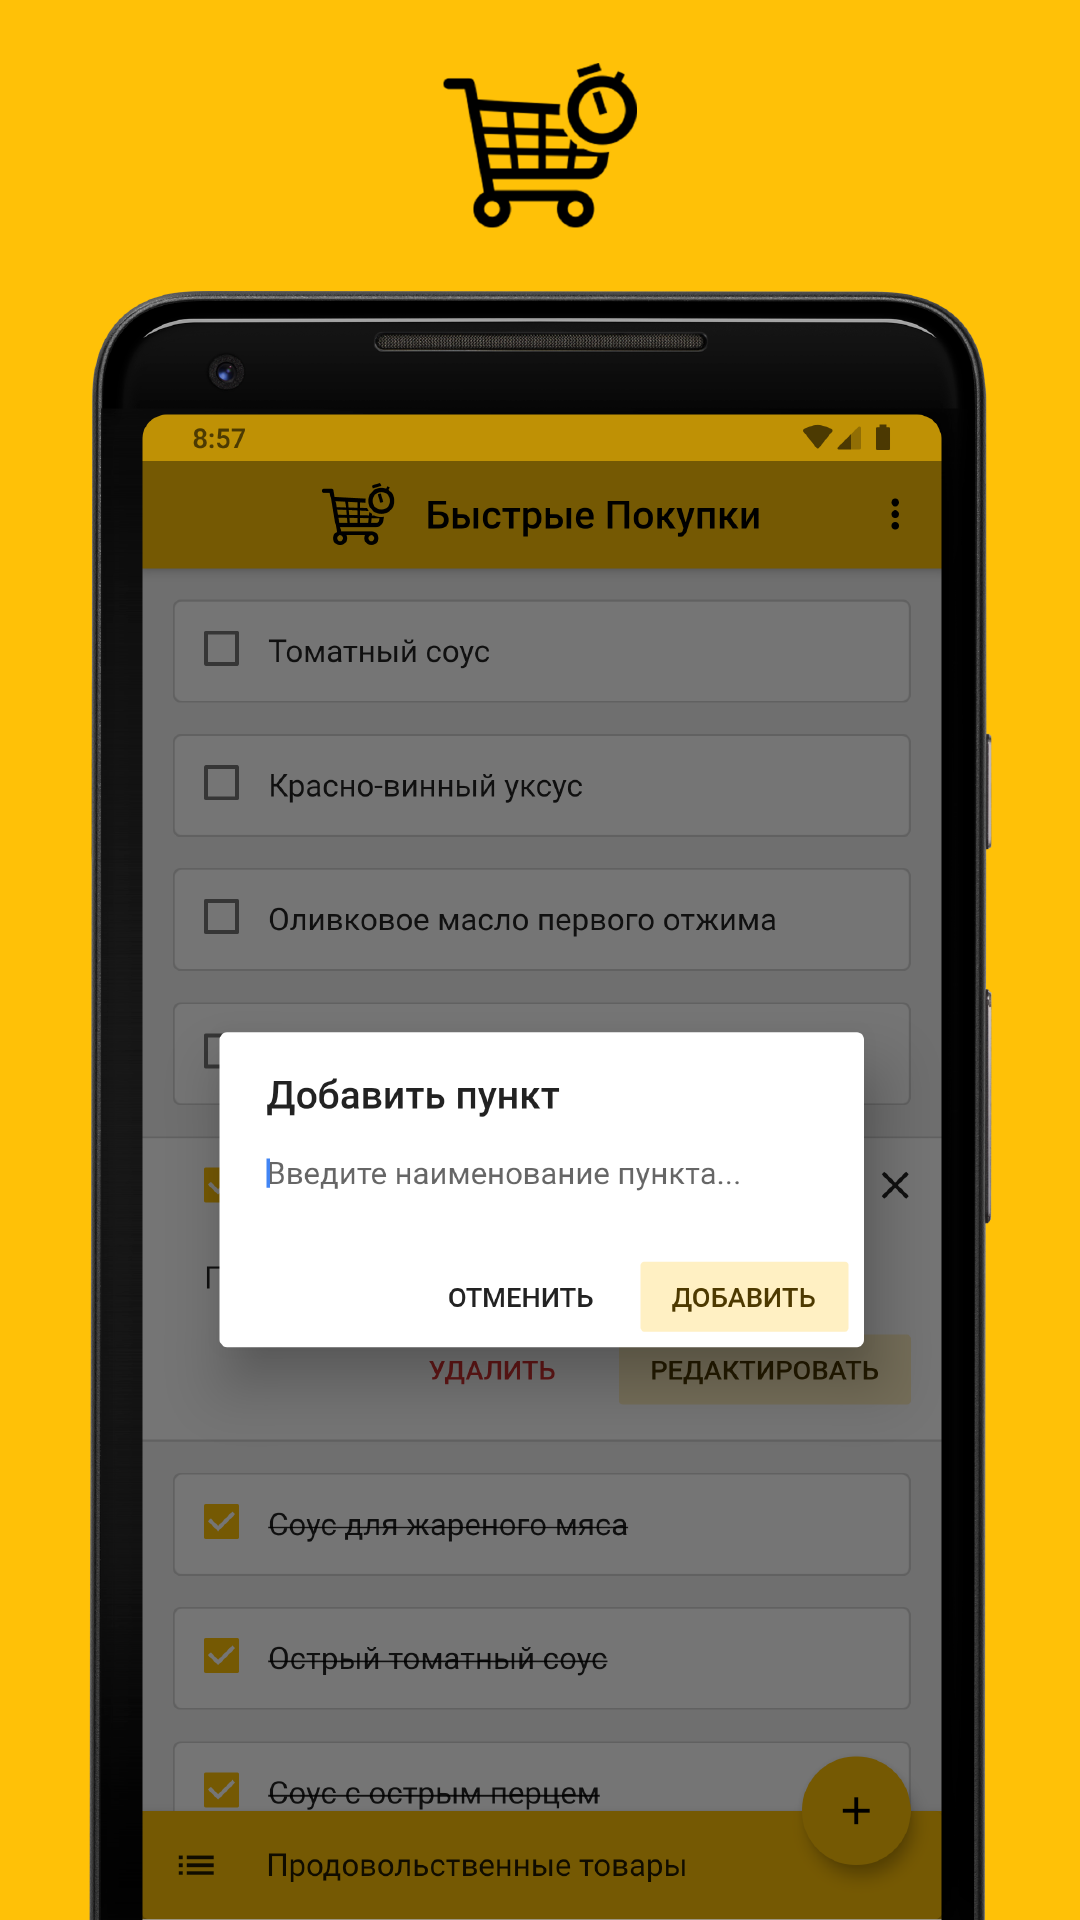 8:57
Быстрые Покупки
Томатный соус
Красно-винный уксус
Оливковое масло первого отжима
Добавить пункт
Введите наименование пункта...
ОТМЕНИТЬ
ДОБАВИТЬ
УДАЛИТЬ
РЕДАКТИРОВАТЬ
Соус для жареного мяса
Острый томатный соус
Соус с острым перцем
Продовольственные товары